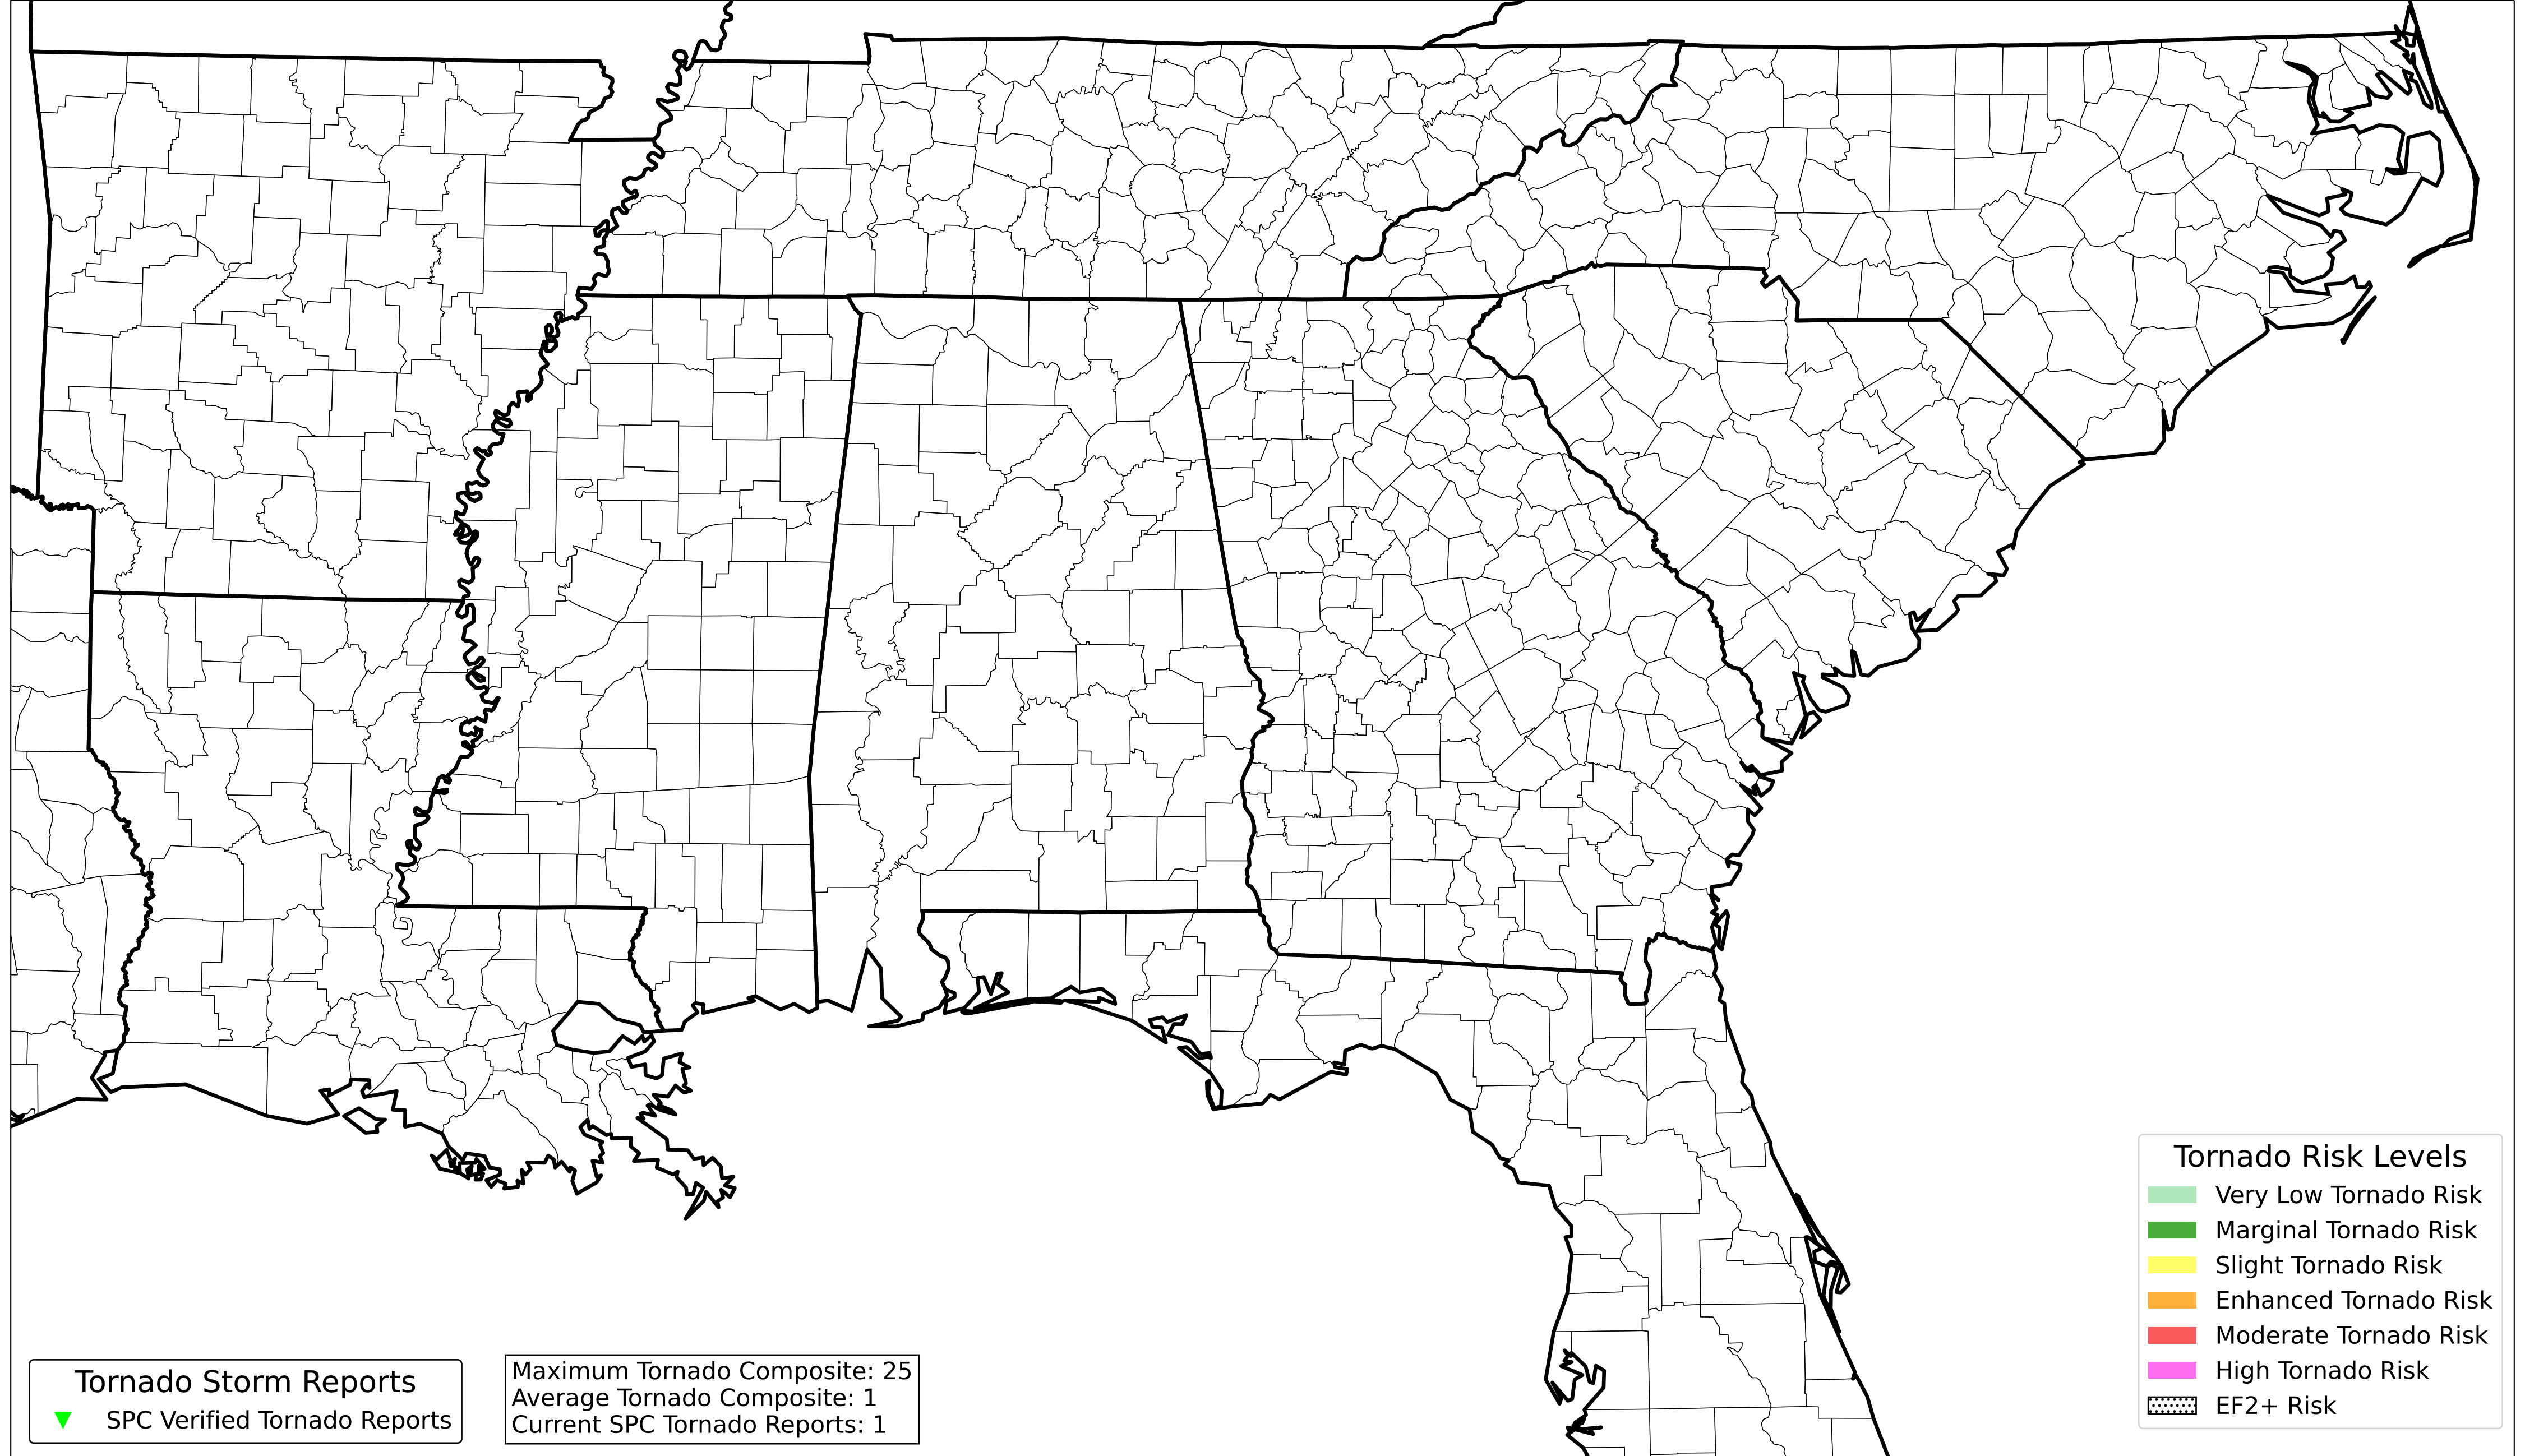 Tornado Risk Levels
Very Low Tornado Risk
Marginal Tornado Risk
Slight Tornado Risk
Enhanced Tornado Risk
Moderate Tornado Risk
High Tornado Risk
EF2+ Risk
Tornado Storm Reports
SPC Verified Tornado Reports
Maximum Tornado Composite: 25
Average Tornado Composite: 1
Current SPC Tornado Reports: 1